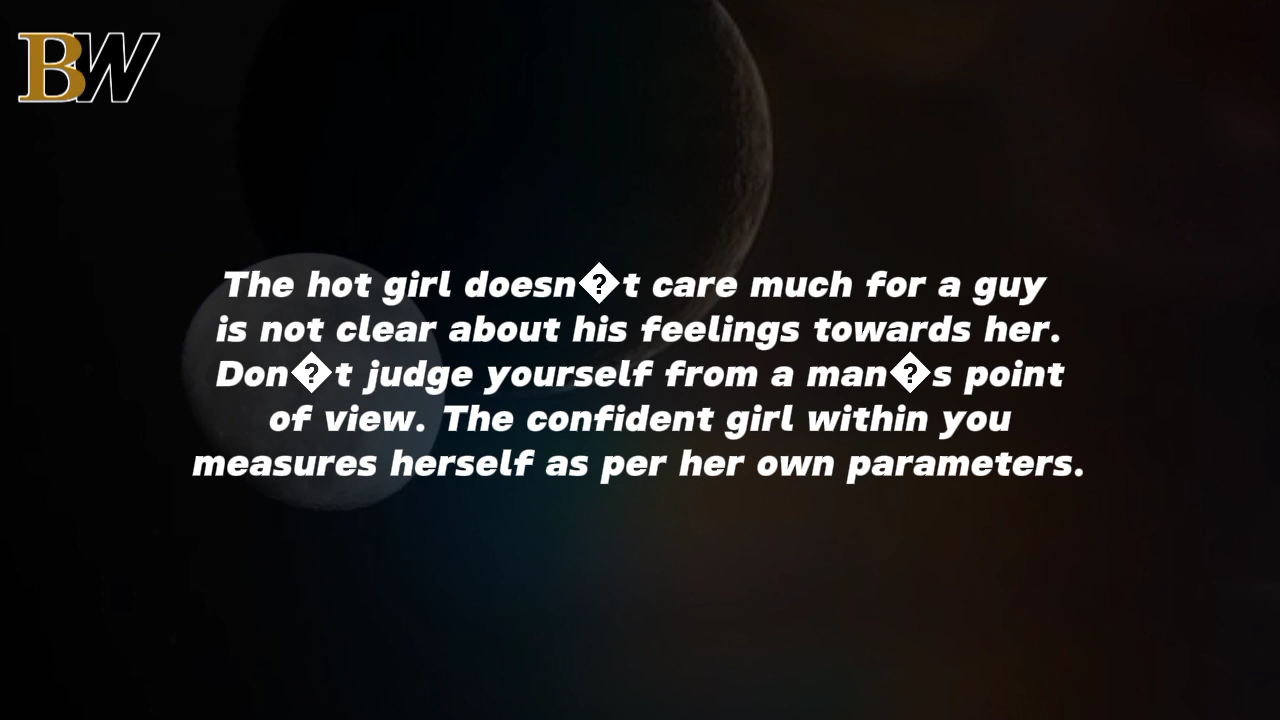 BW
The hot girl doesn�t care much for a guy
is not clear about his feelings towards her.
Don�t judge yourself from a man�s point
of view. The confident girl within you
measures herself as per her own parameters.